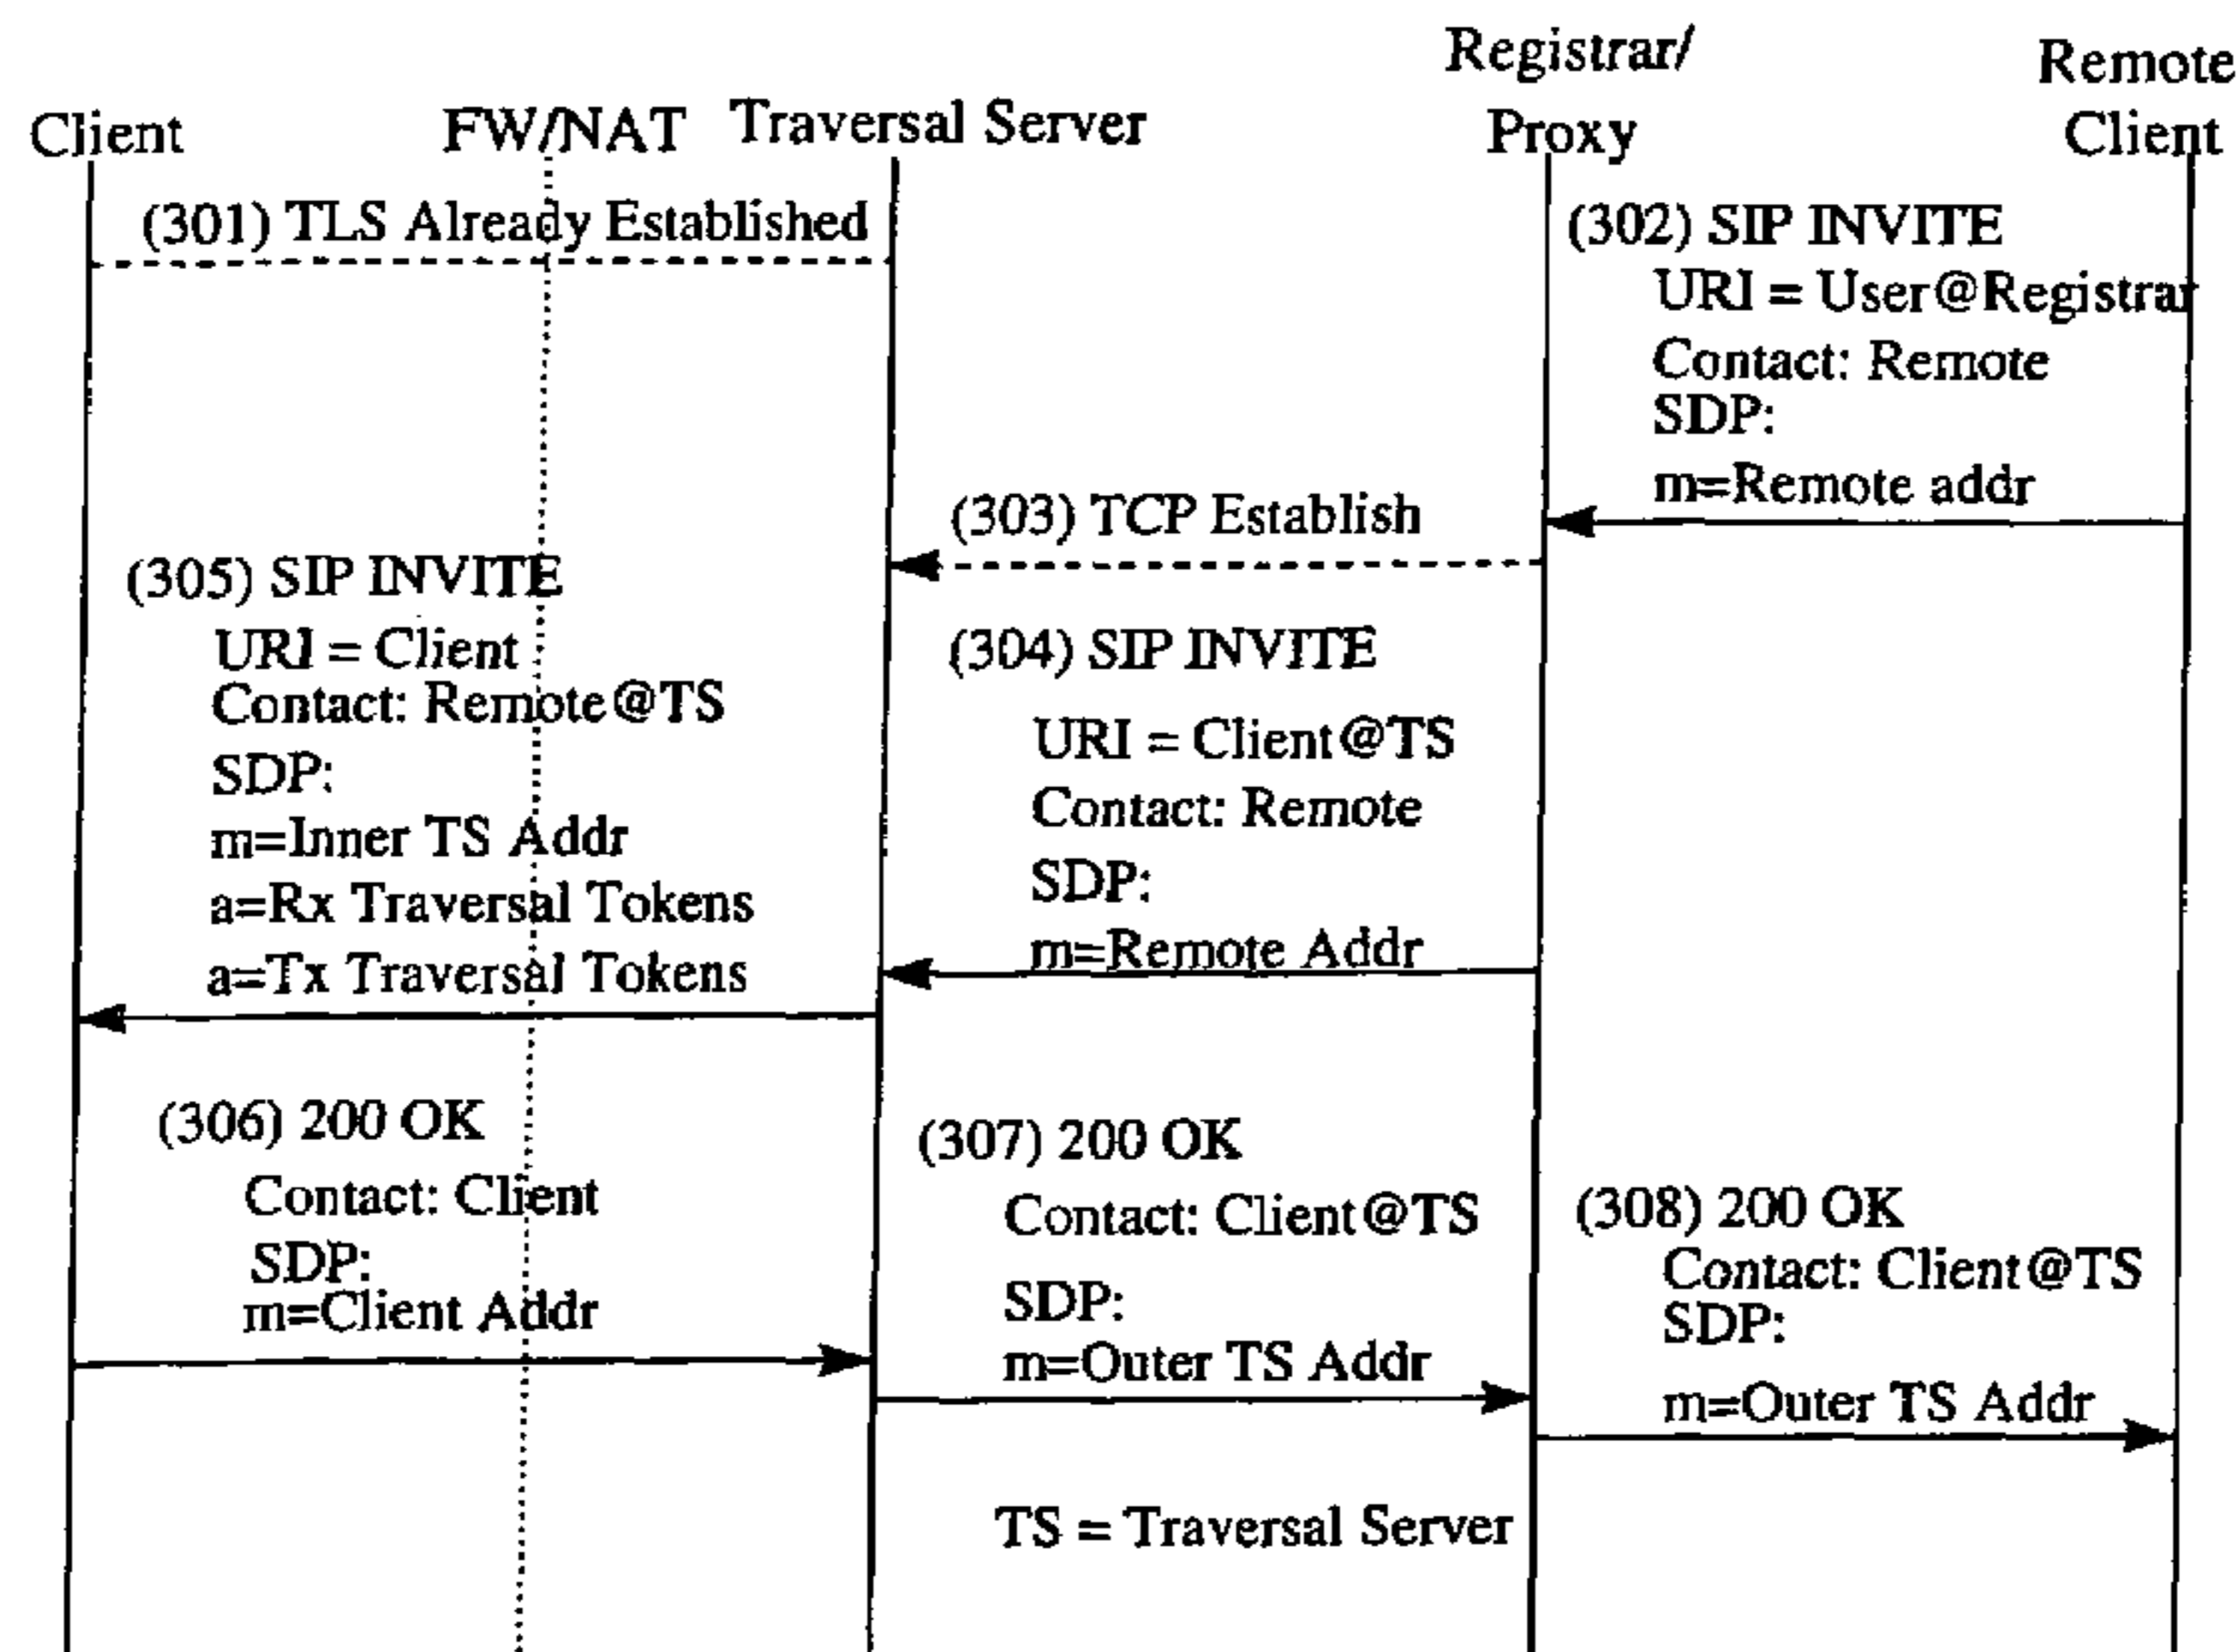 Client
FW/NAT
Traversal Server
Registrar/
Proxy
Remote
Client
(301) TLS Already Established
(302) SIP INVITE
URI = User@Registrar
Contact: Remote
SDP:
m=Remote addr
(303) TCP Establish
(304) SIP INVITE
URI = Client@TS
Contact: Remote
SDP:
m=Remote Addr
(305) SIP INVITE
URI = Client
Contact: Remote@TS
SDP:
m=Inner TS Addr
a=Rx Traversal Tokens
a=Tx Traversal Tokens
(306) 200 OK
Contact: Client
SDP:
m=Client Addr
(307) 200 OK
Contact: Client@TS
SDP:
m=Outer TS Addr
(308) 200 OK
Contact: Client@TS
SDP:
m=Outer TS Addr
TS = Traversal Server